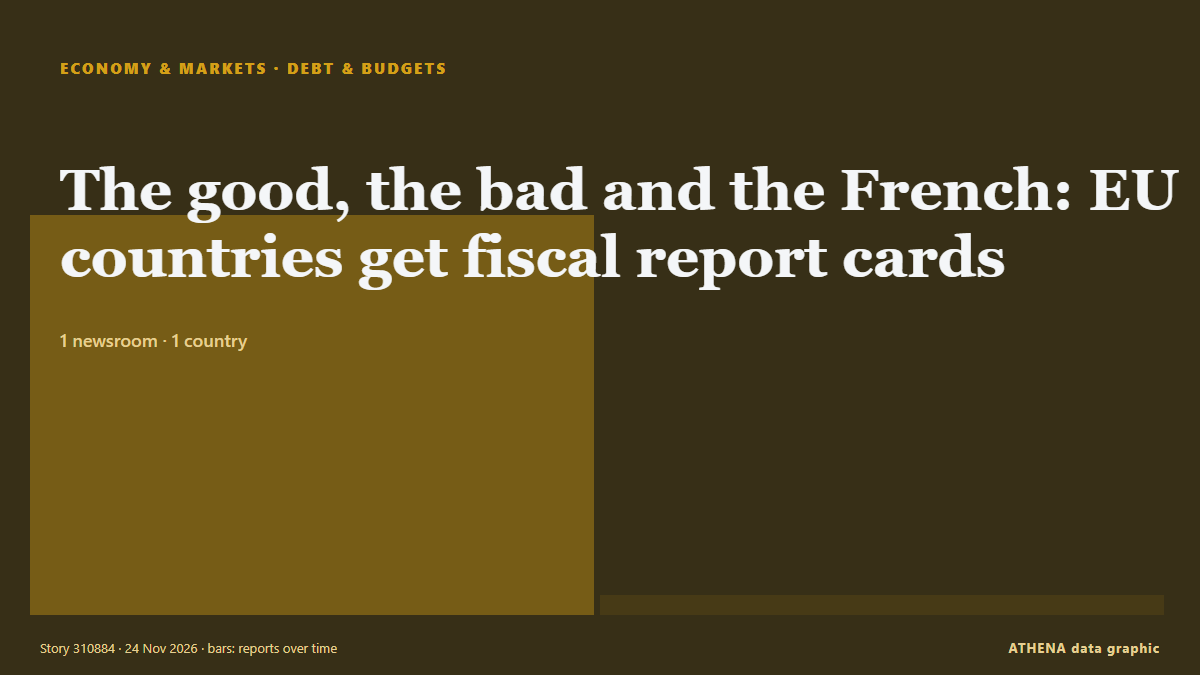 ECONOMY & MARKETS · DEBT & BUDGETS
The good, the bad and the French: EU
countries get fiscal report cards
1 newsroom · 1 country
Story 310884 · 24 Nov 2026 · bars: reports over time
ATHENA data graphic